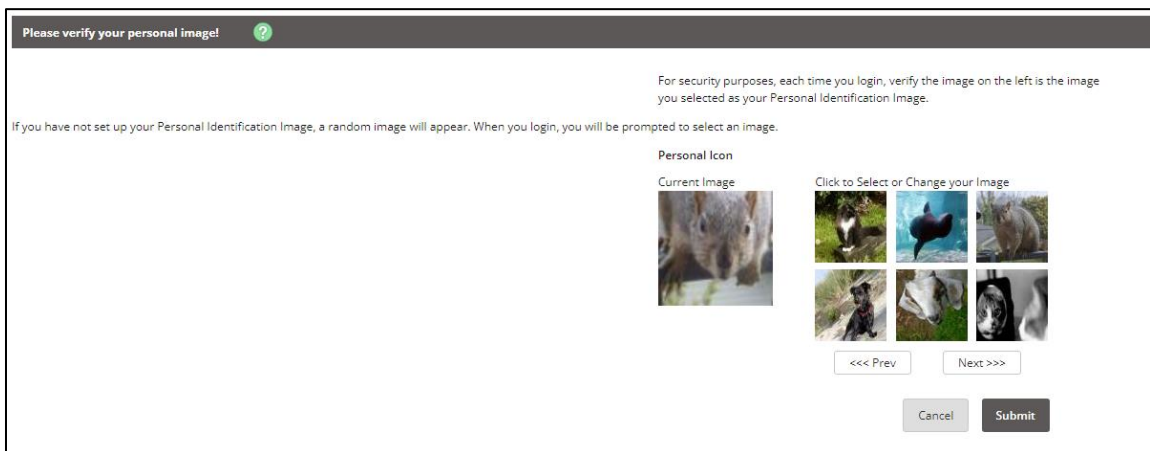 Please verify your personal image! ?
For security purposes, each time you login, verify the image on the left is the image
you selected as your Personal Identification Image.
If you have not set up your Personal Identification Image, a random image will appear. When you login, you will be prompted to select an image.
Personal Icon
Current Image
Click to Select or Change your Image
<<< Prev
Next >>>
Cancel
Submit